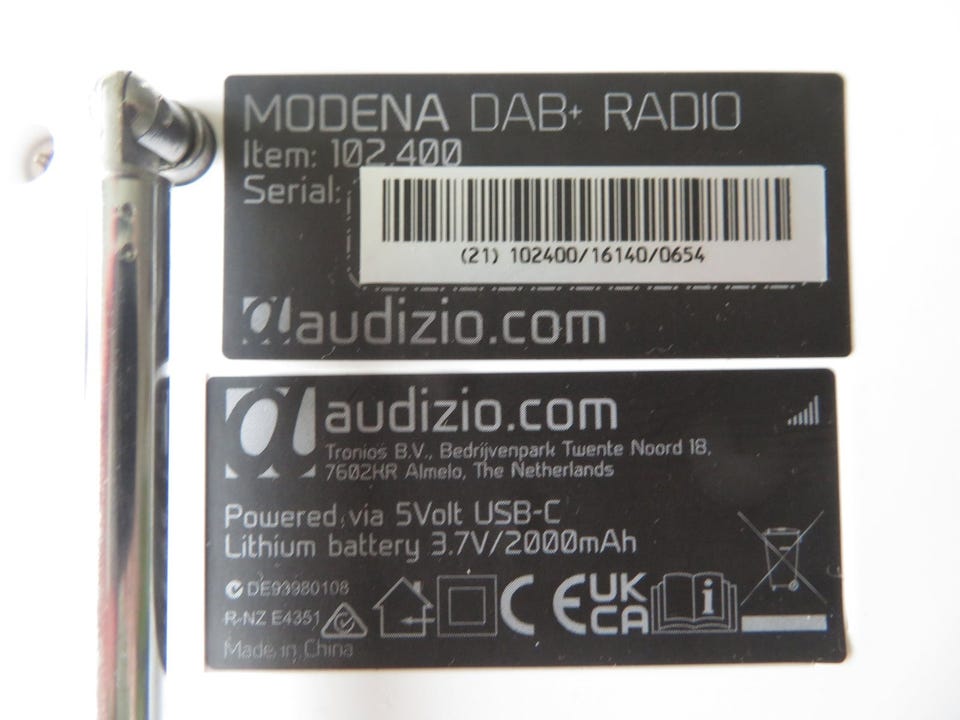 MODENA DAB+ RADIO
Item: 102.400
Serial:
(21) 102400/16140/0654
audizio.com
audizio.com
Tronios B.V., Bedrijvenpark Twente Noord 18,
7602KR Almelo, The Netherlands
Powered via 5Volt USB-C
Lithium battery 3.7V/2000mAh
DE93980108
R-NZ E4351
CE UK
CA
i
Made in China